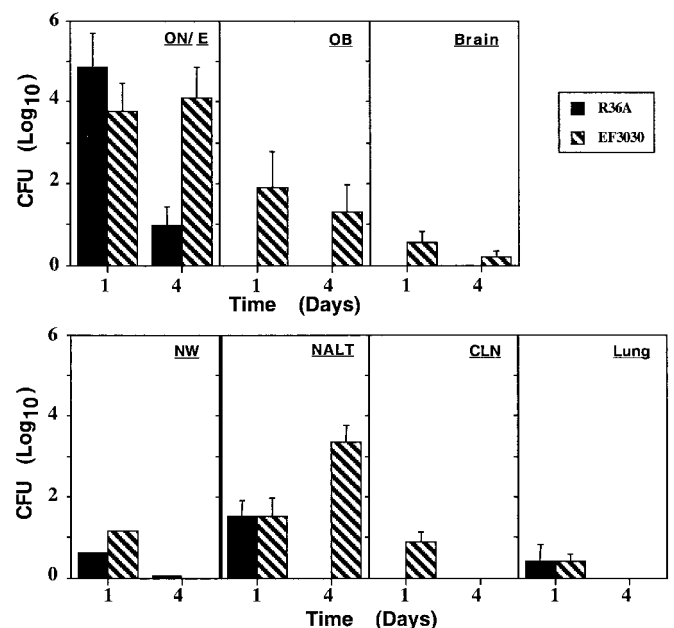 6
4
2
0
CFU (Log10)
ON/ E
OB
Brain
R36A
EF3030
1 4 1 4 1 4
Time (Days)
6
4
2
0
CFU (Log10)
NW
NALT
CLN
Lung
1 4 1 4 1 4 1 4
Time (Days)